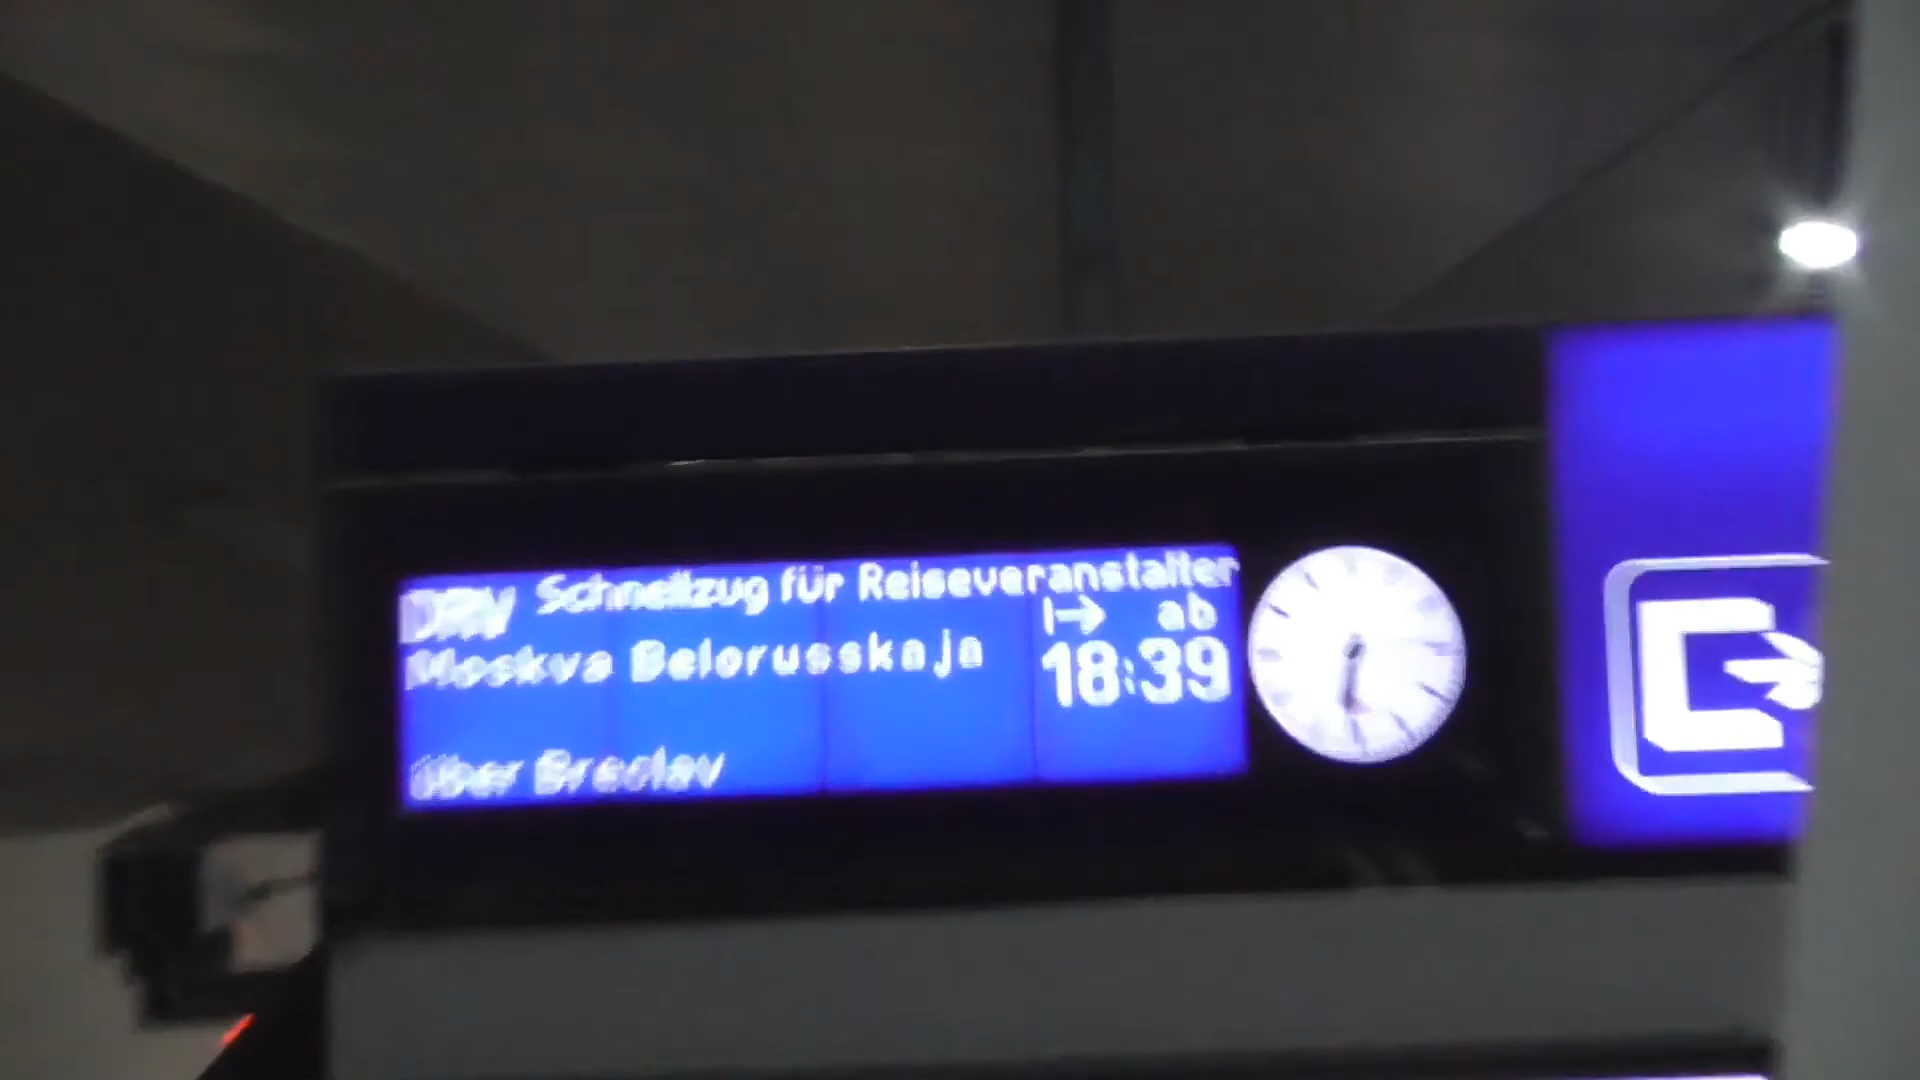 DRV Schnellzug für Reiseveranstalter
Moskva Belorusskaja
ab
18:39
über Breclav